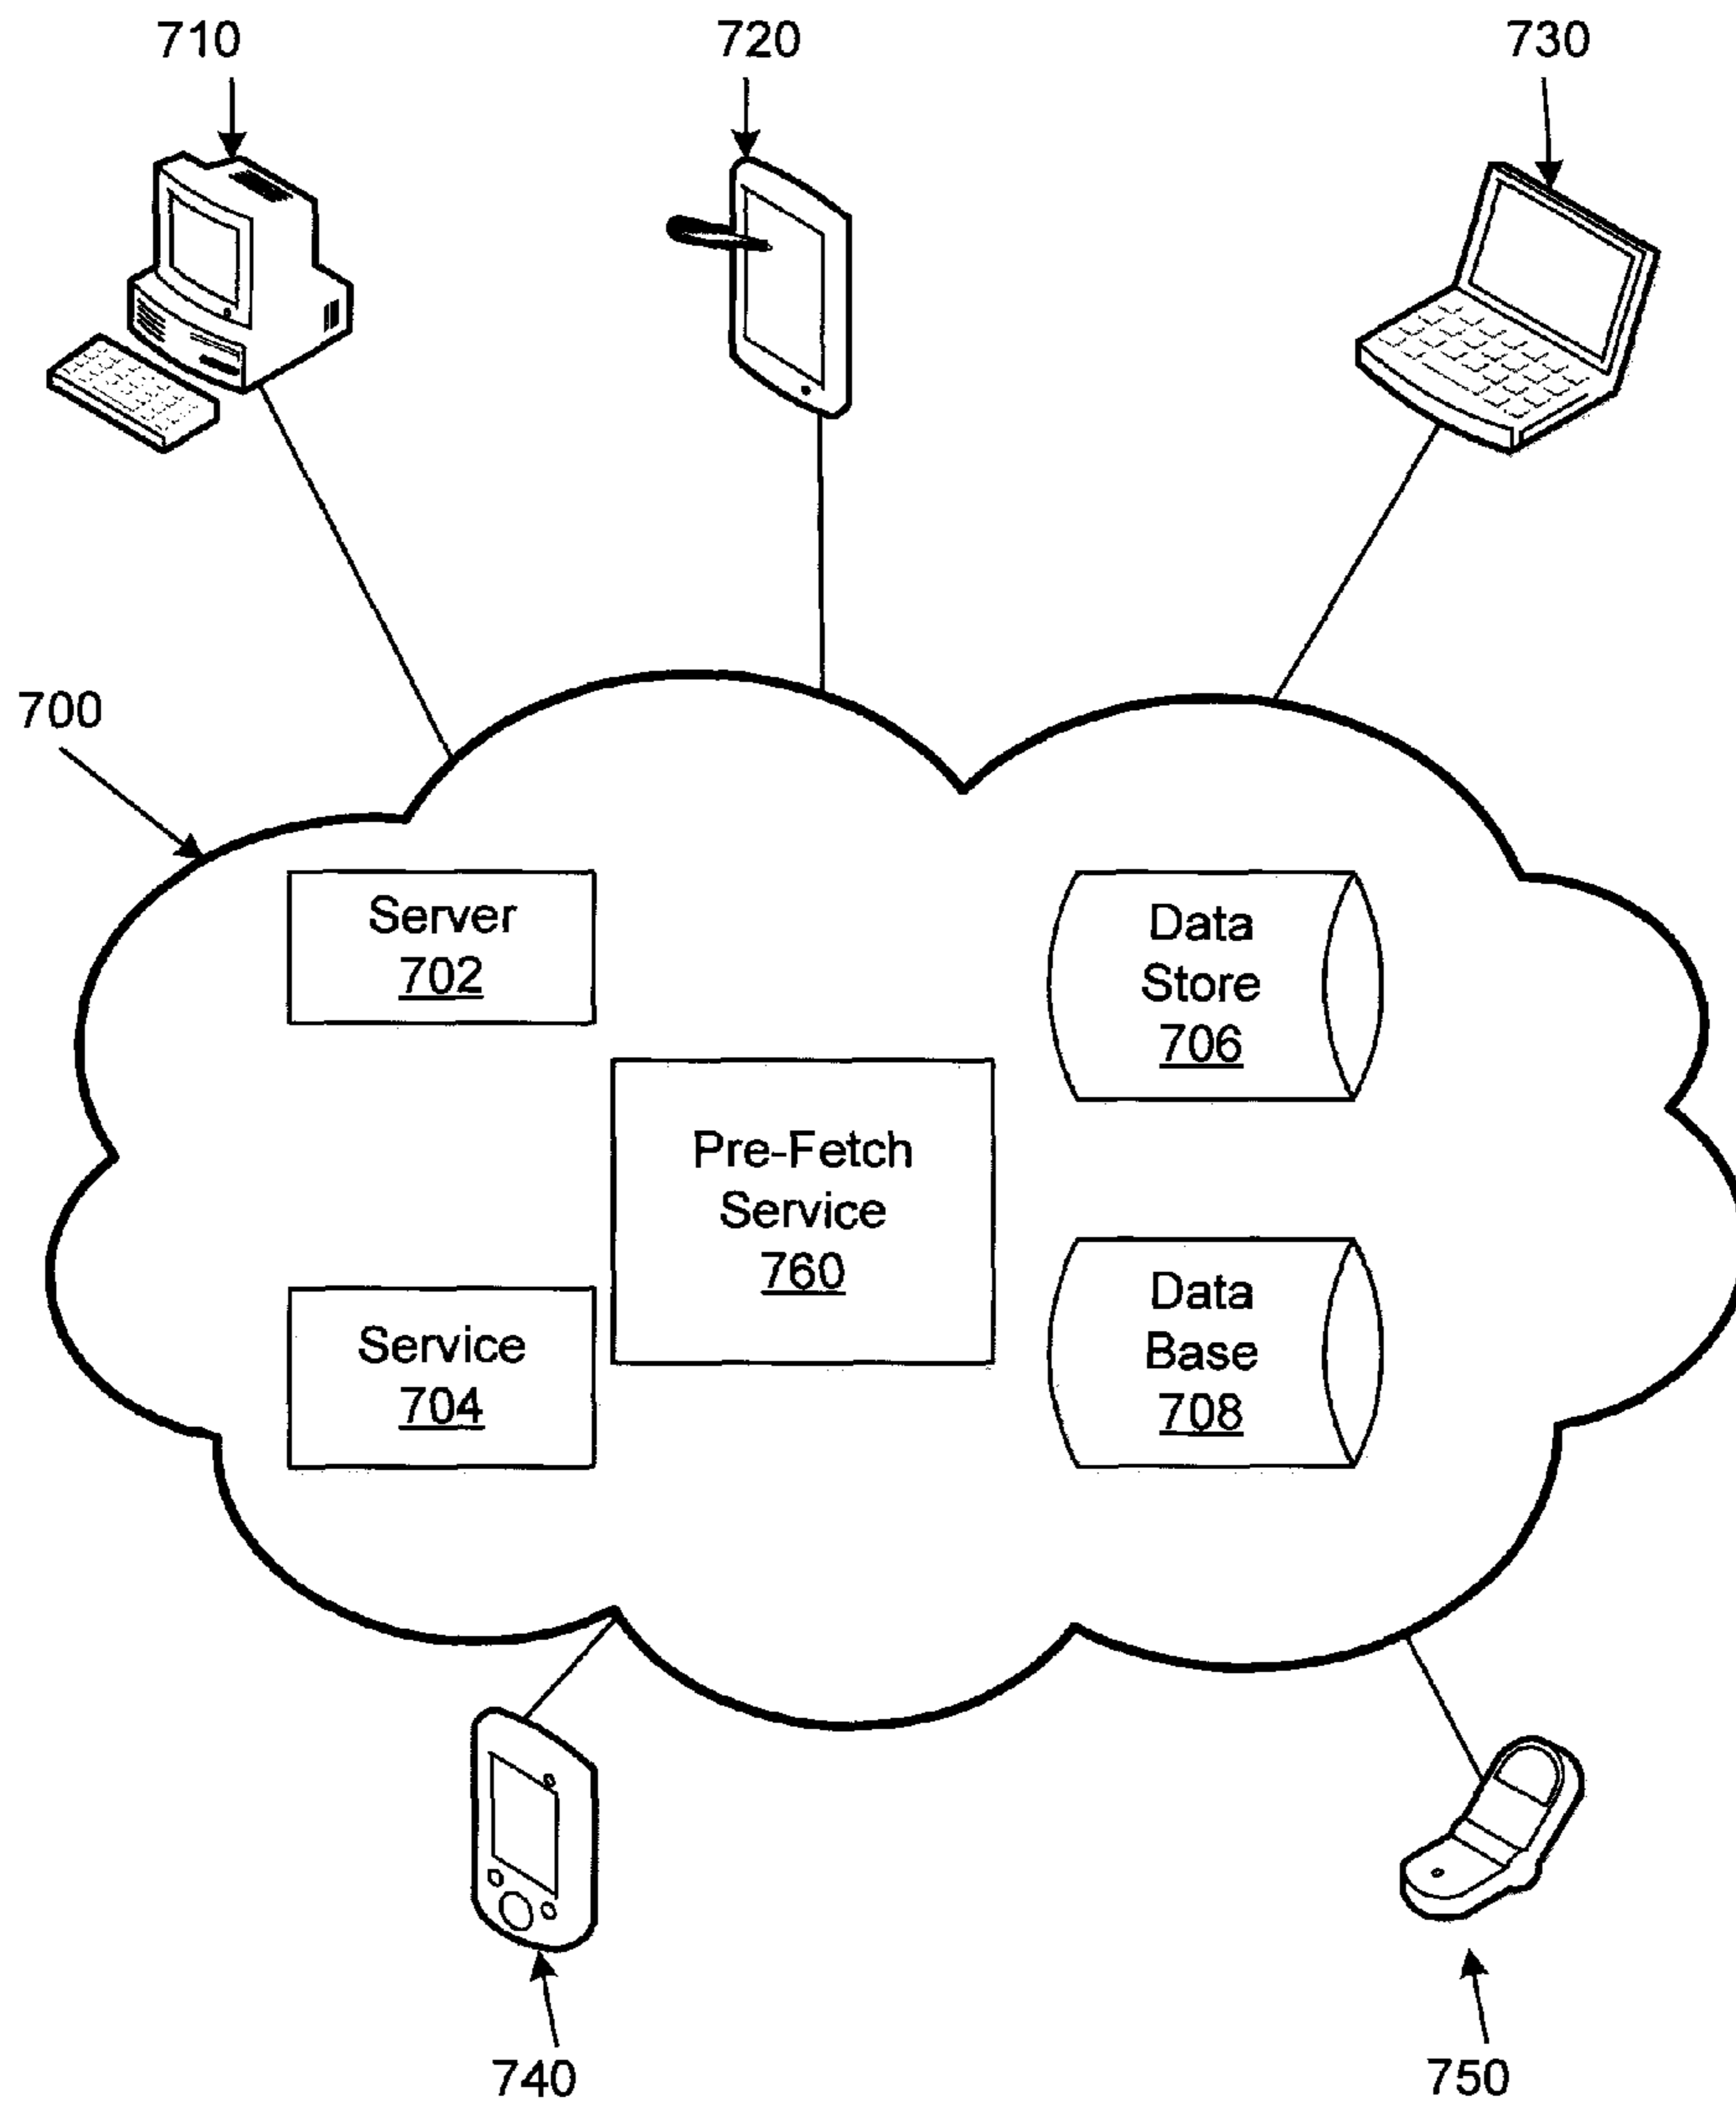 710
720
730
700
Server
702
Data
Store
706
Pre-Fetch
Service
760
Service
704
Data
Base
708
740
750